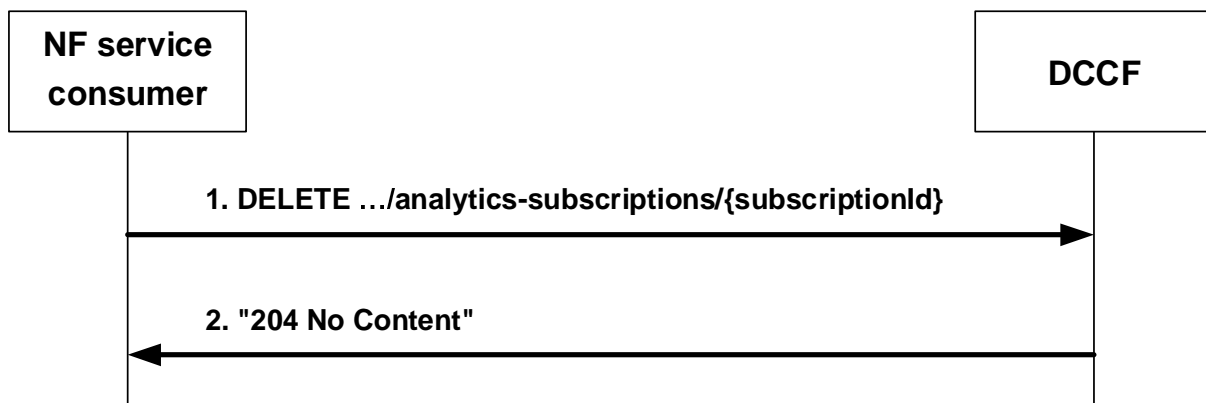 NF service
consumer
DCCF
1. DELETE …/analytics-subscriptions/{subscriptionId}
2. "204 No Content"